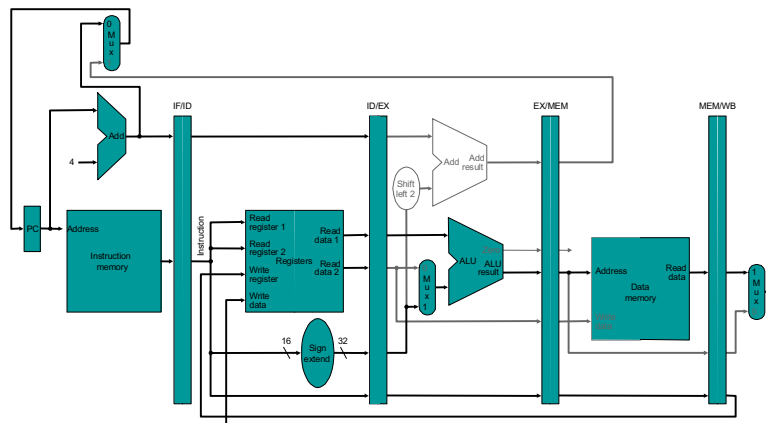 0
M
u
x
IF/ID
ID/EX
EX/MEM
MEM/WB
Add
4
Add
Add
result
Shift
left 2
PC
Address
Instruction
memory
Instruction
Read
register 1
Read
register 2
Write
register
Write
data
Registers
Read
data 1
Read
data 2
16
Sign
extend
32
M
u
x
1
ALU
ALU
result
Address
Read
data
Data
memory
1
M
u
x